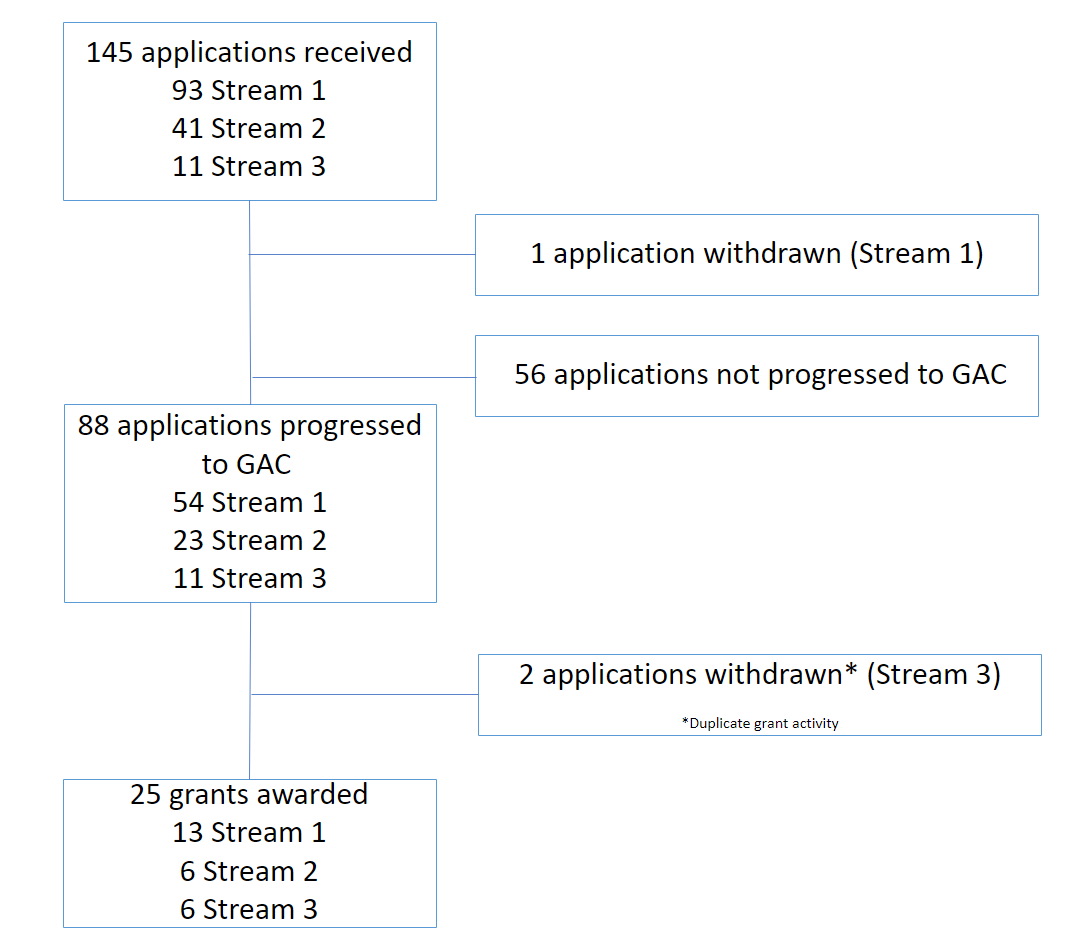 145 applications received
93 Stream 1
41 Stream 2
11 Stream 3
1 application withdrawn (Stream 1)
56 applications not progressed to GAC
88 applications progressed
to GAC
54 Stream 1
23 Stream 2
11 Stream 3
2 applications withdrawn* (Stream 3)
*Duplicate grant activity
25 grants awarded
13 Stream 1
6 Stream 2
6 Stream 3